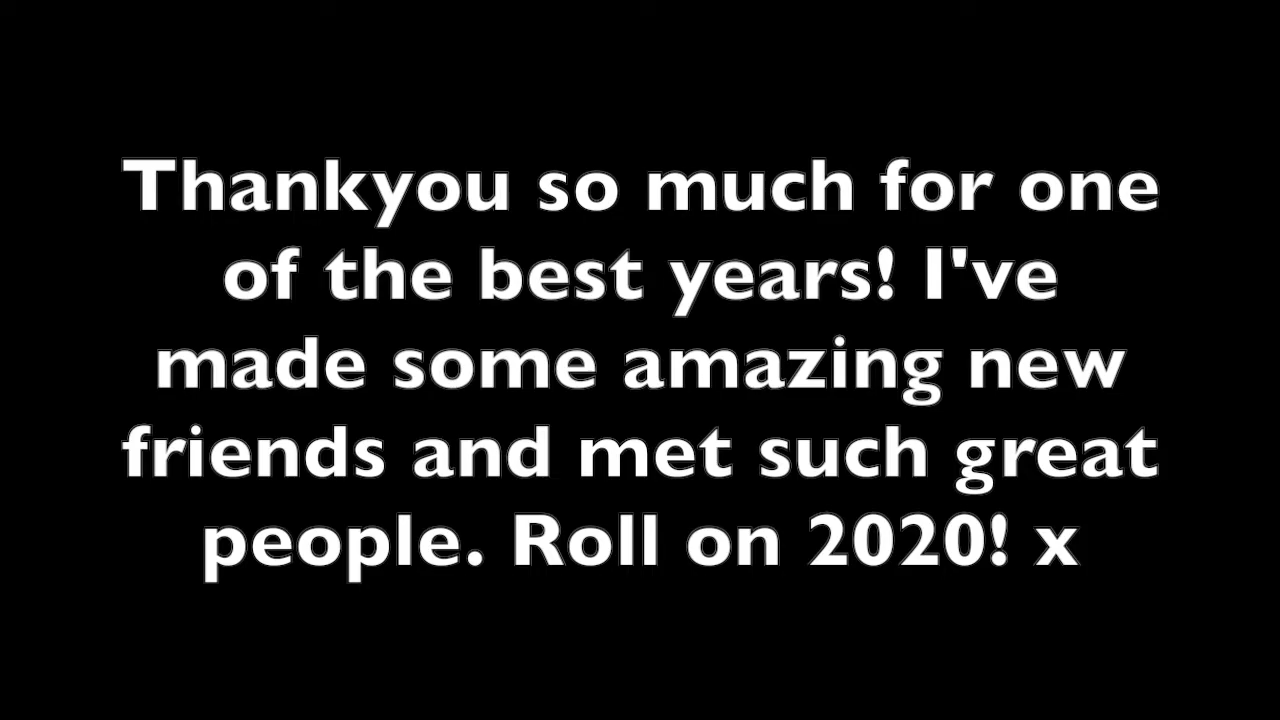 Thankyou so much for one
of the best years! I've
made some amazing new
friends and met such great
people. Roll on 2020! x